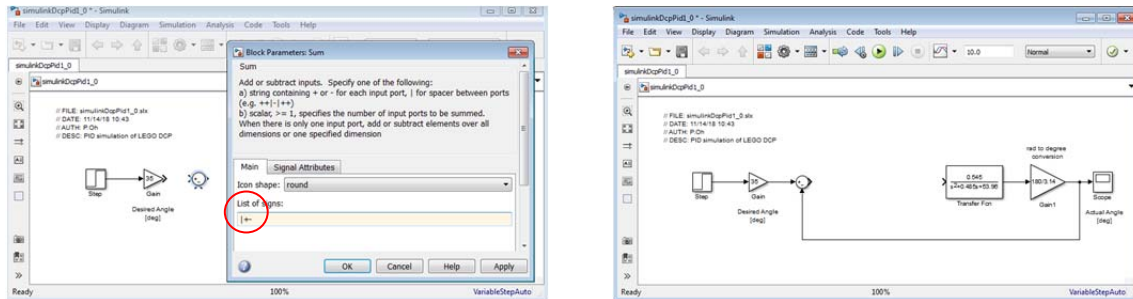 simulinkDcpPid1_0 * - Simulink
File Edit View Display Diagram Simulation Analysis Code Tools Help
simulinkDcpPid1_0
simulinkDcpPid1_0
// FILE: simulinkDcpPid1_0.slx
// DATE: 11/14/18 10:43
// AUTH: P.Oh
// DESC: PID simulation of LEGO DCP
Step
35
Gain
Desired Angle
[deg]
Block Parameters: Sum
Sum
Add or subtract inputs. Specify one of the following:
a) string containing + or - for each input port, | for spacer between ports
(e.g. ++|-|++)
b) scalar, >= 1, specifies the number of input ports to be summed.
When there is only one input port, add or subtract elements over all
dimensions or one specified dimension
Main Signal Attributes
Icon shape: round
List of signs:
|+-
OK Cancel Help Apply
Ready 100% VariableStepAuto
simulinkDcpPid1_0 * - Simulink
File Edit View Display Diagram Simulation Analysis Code Tools Help
10.0 Normal
simulinkDcpPid1_0
simulinkDcpPid1_0
// FILE: simulinkDcpPid1_0.slx
// DATE: 11/14/18 10:43
// AUTH: P.Oh
// DESC: PID simulation of LEGO DCP
rad to degree
conversion
Step
35
Gain
Desired Angle
[deg]
Transfer Fcn
180/3.14
Gain1
Scope
Actual Angle
[deg]
Ready 100% VariableStepAuto